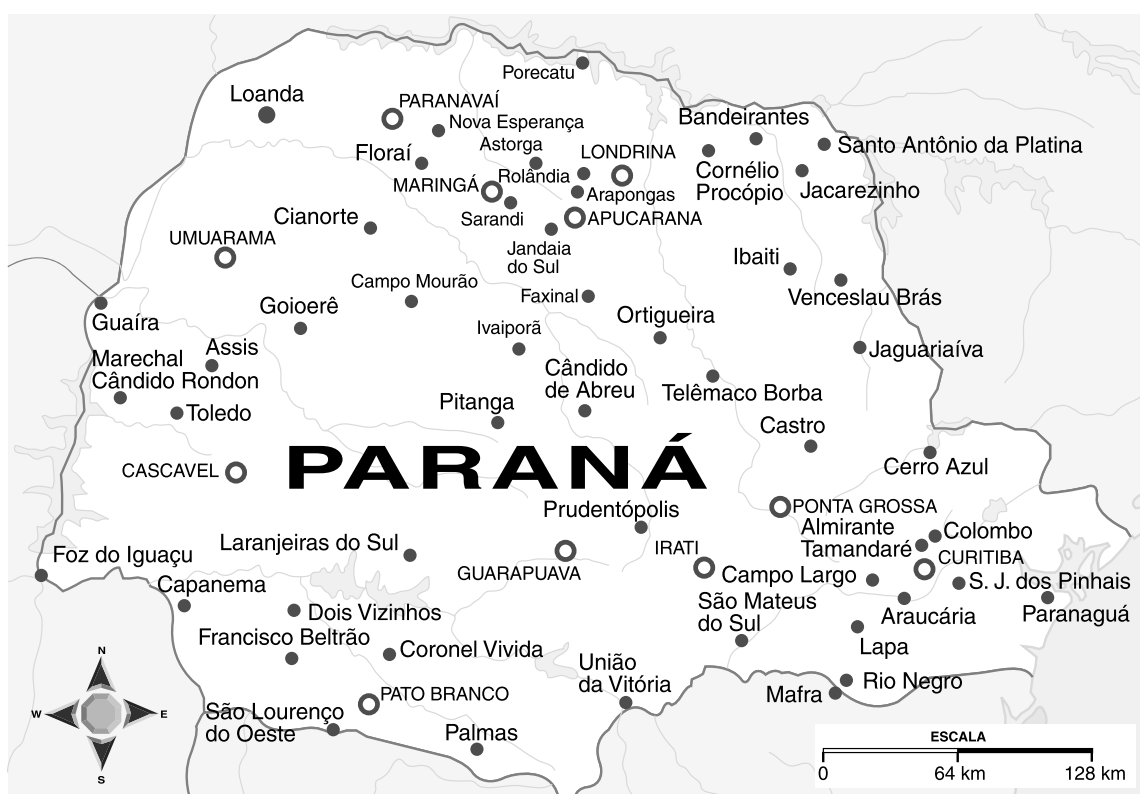 Porecatu
Loanda
PARANAVAÍ
Nova Esperança
Bandeirantes
Astorga
Santo Antônio da Platina
Floraí
LONDRINA
MARINGÁ
Rolândia
Cornélio
Procópio
Arapongas
Jacarezinho
Cianorte
Sarandi
APUCARANA
UMUARAMA
Jandaia
do Sul
Ibaiti
Campo Mourão
Faxinal
Venceslau Brás
Goioerê
Guaíra
Ivaiporã
Ortigueira
Assis
Marechal
Cândido Rondon
Jaguariaíva
Cândido
de Abreu
Toledo
Pitanga
Telêmaco Borba
Castro
CASCAVEL
PARANÁ
Cerro Azul
Prudentópolis
PONTA GROSSA
Almirante
Tamandaré
Colombo
Laranjeiras do Sul
IRATI
CURITIBA
Foz do Iguaçu
GUARAPUAVA
Campo Largo
S. J. dos Pinhais
Capanema
São Mateus
do Sul
Araucária
Paranaguá
Dois Vizinhos
Francisco Beltrão
Coronel Vivida
Lapa
União
da Vitória
Rio Negro
PATO BRANCO
Mafra
São Lourenço
do Oeste
Palmas
N
W
E
S
ESCALA
0 64 km 128 km